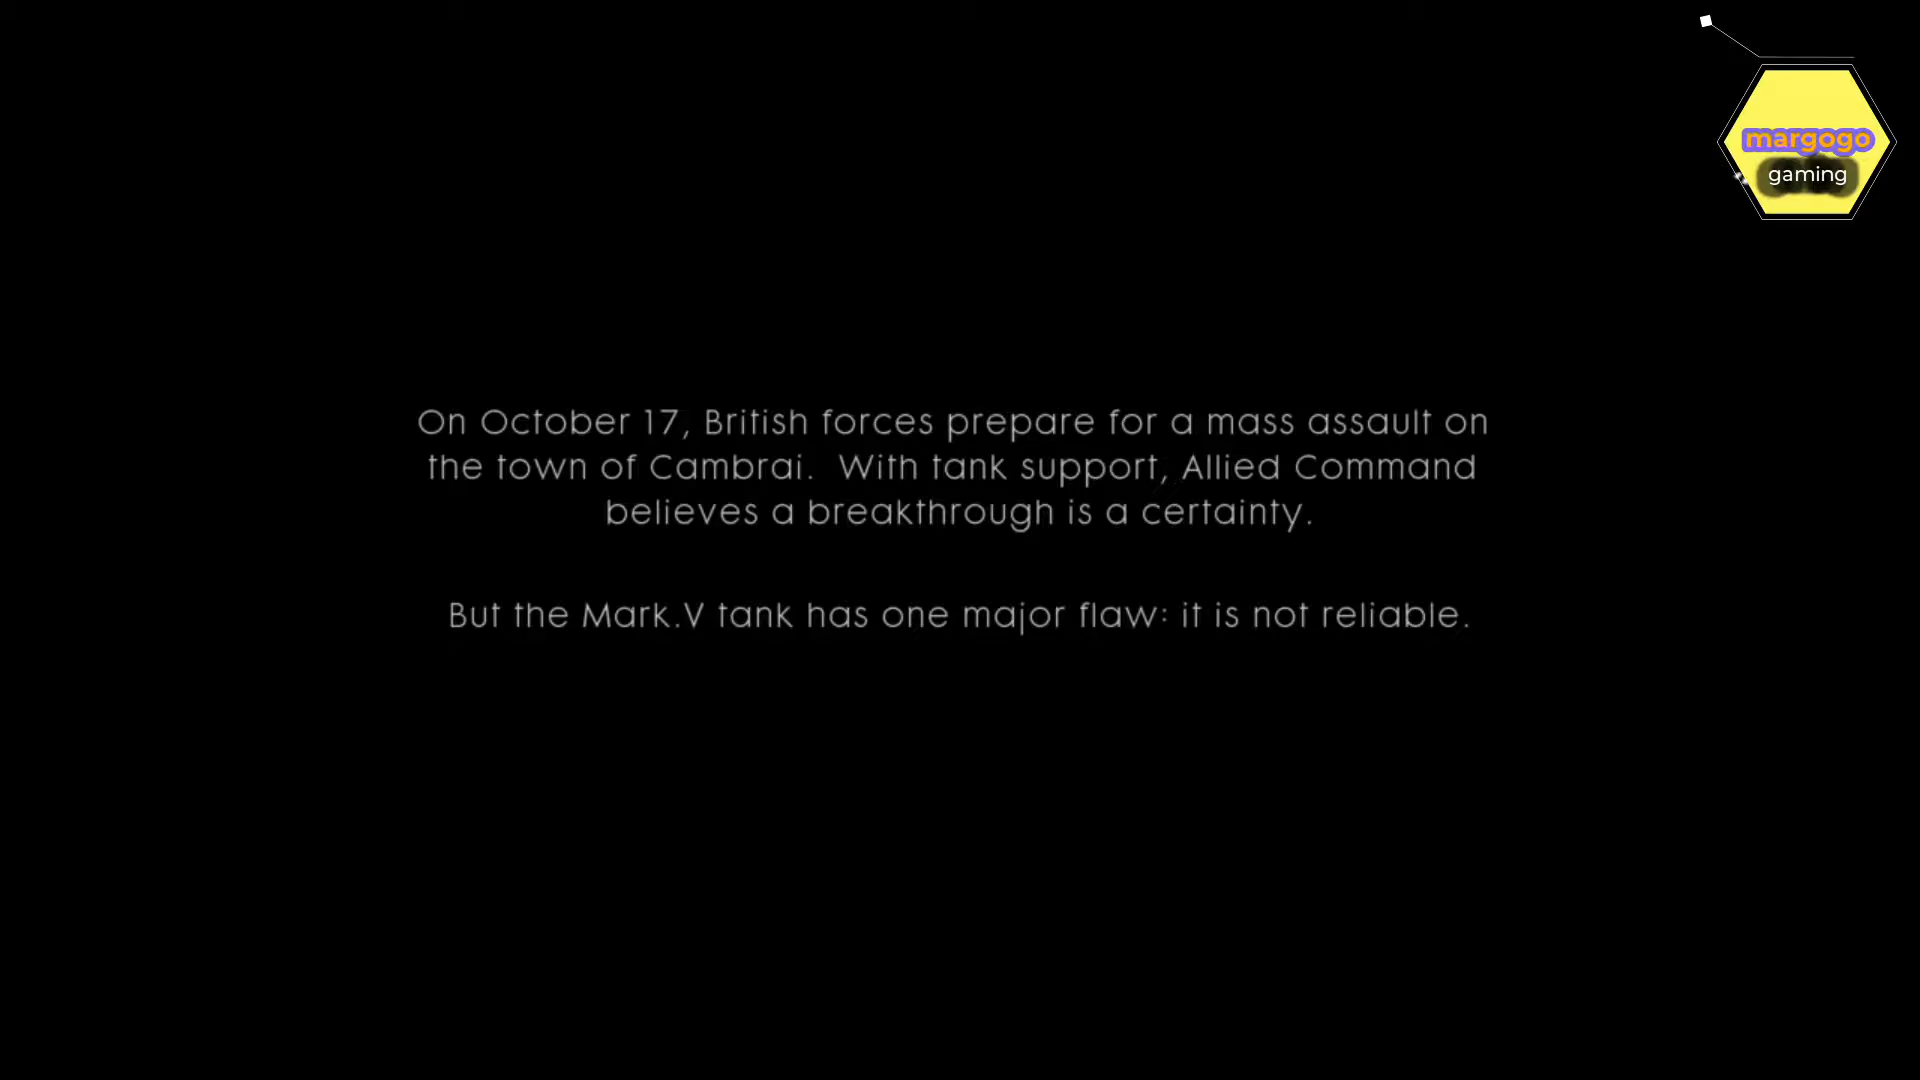 margogo
gaming
On October 17, British forces prepare for a mass assault on
the town of Cambrai.  With tank support, Allied Command
believes a breakthrough is a certainty.
But the Mark.V tank has one major flaw: it is not reliable.